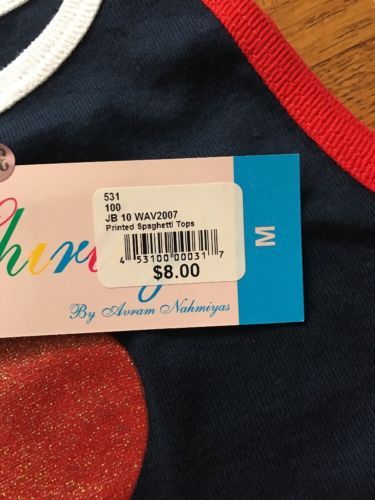 531
100
JB 10 WAV2007
Printed Spaghetti Tops
4 53100 00031 7
$8.00
M
By Avram Nahmiyas